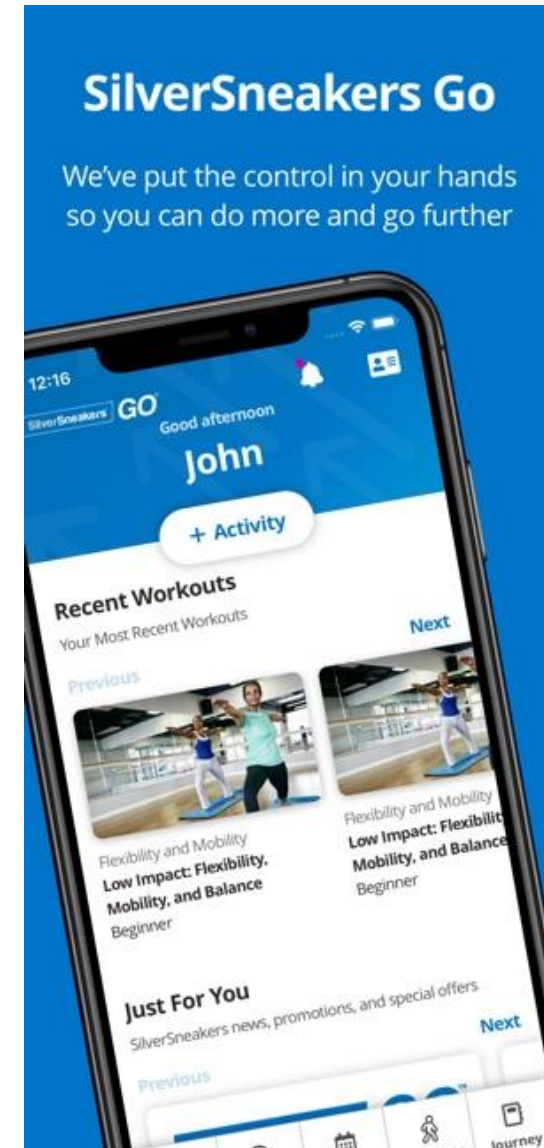 SilverSneakers Go
We've put the control in your hands
so you can do more and go further
12:16
SilverSneakers GO
Good afternoon
John
+ Activity
Recent Workouts
Your Most Recent Workouts
Previous
Next
Flexibility and Mobility
Low Impact: Flexibility,
Mobility, and Balance
Beginner
Flexibility and Mobility
Low Impact: Flexibilit
Mobility, and Balance
Beginner
Just For You
SilverSneakers news, promotions, and special offers
Previous
Next
Journey